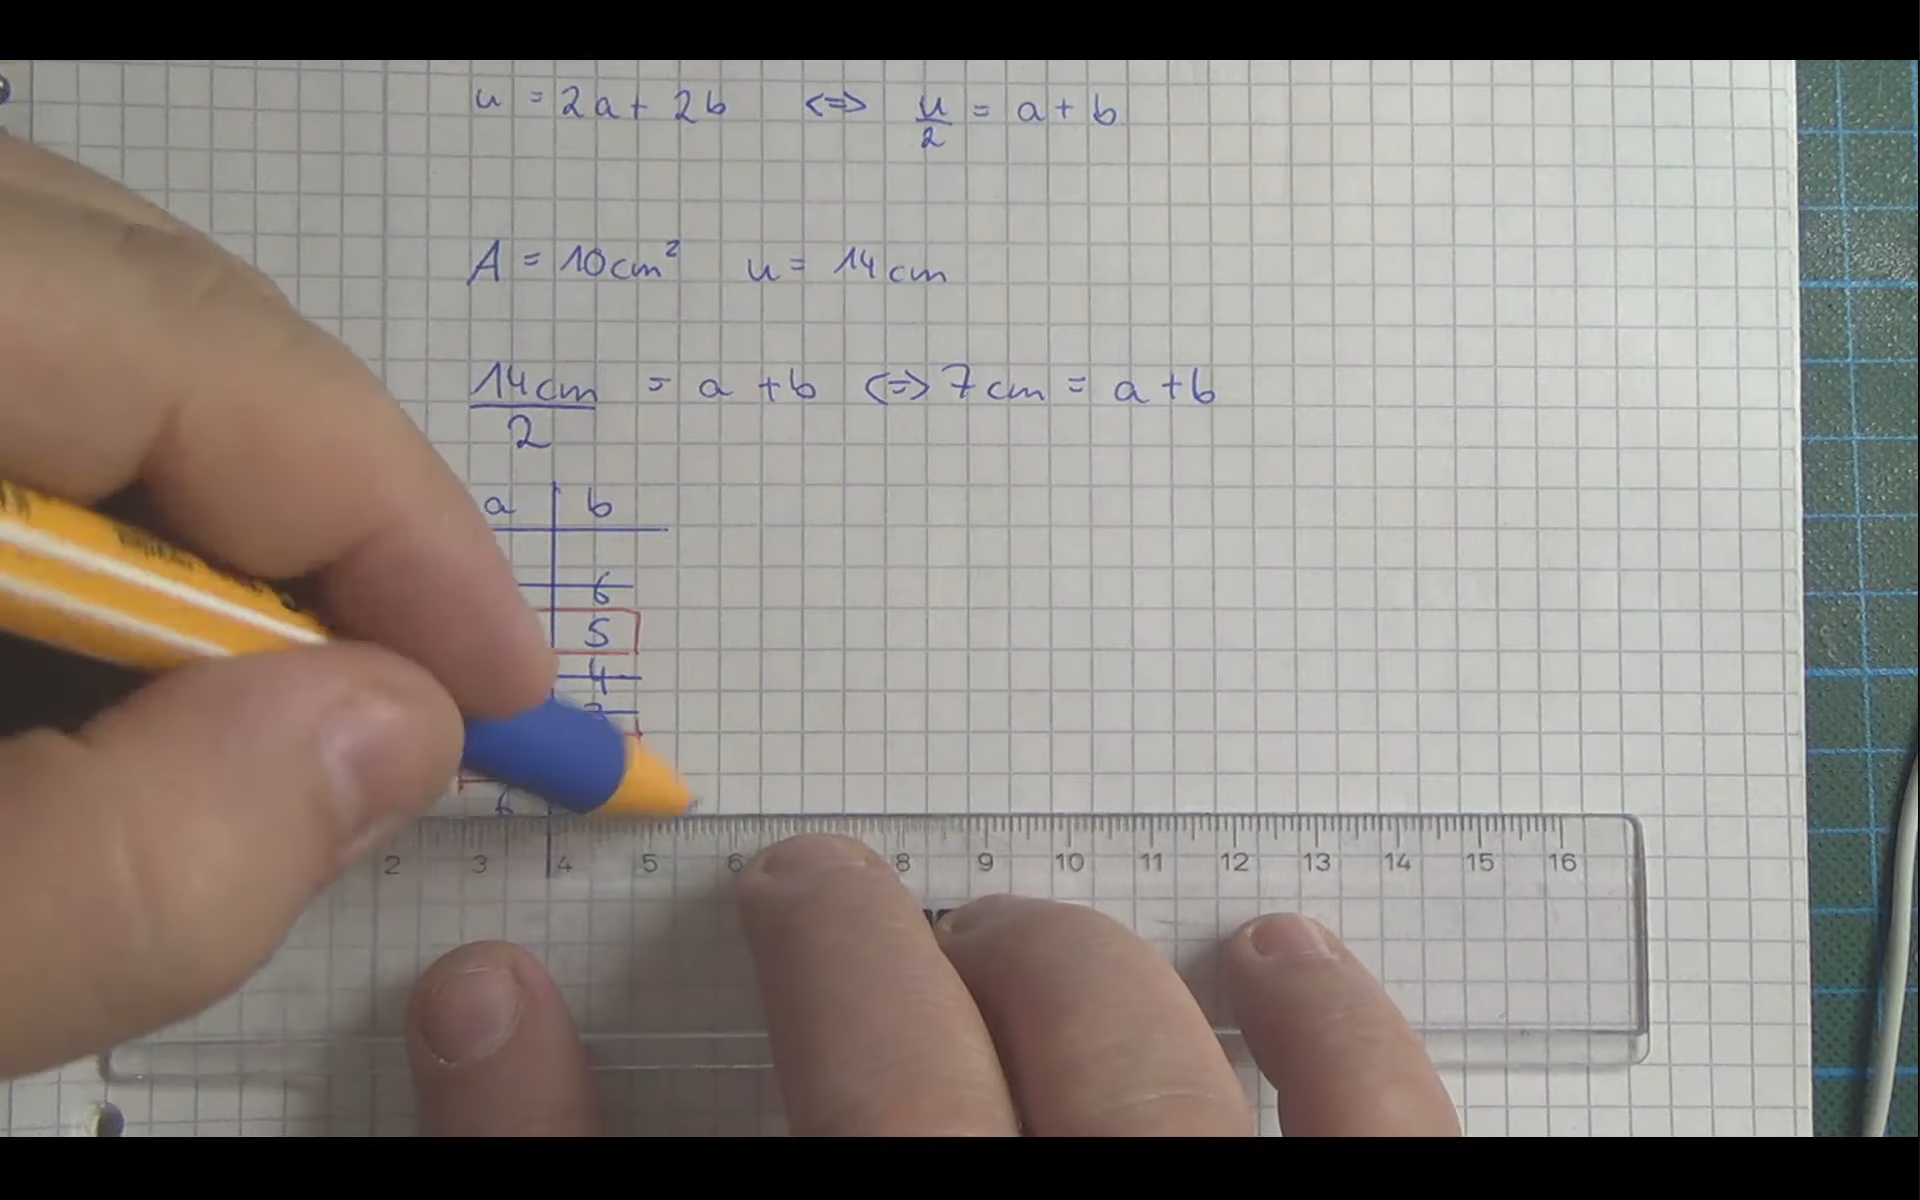 u = 2a + 2b <=> u/2 = a + b
A = 10cm² u = 14cm
14cm/2 = a + b <=> 7cm = a + b
a b
6
5
4
6
2 3 4 5 6 8 9 10 11 12 13 14 15 16